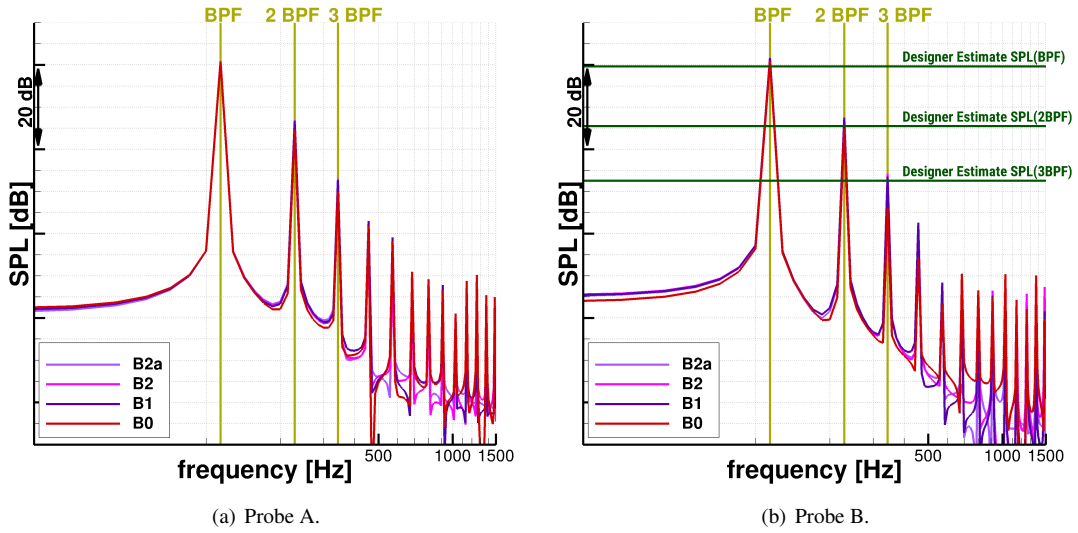 BPF 2 BPF 3 BPF
20 dB
SPL [dB]
B2a
B2
B1
B0
500 1000 1500
frequency [Hz]
(a) Probe A.
BPF 2 BPF 3 BPF
Designer Estimate SPL(BPF)
20 dB
Designer Estimate SPL(2BPF)
Designer Estimate SPL(3BPF)
SPL [dB]
B2a
B2
B1
B0
500 1000 1500
frequency [Hz]
(b) Probe B.